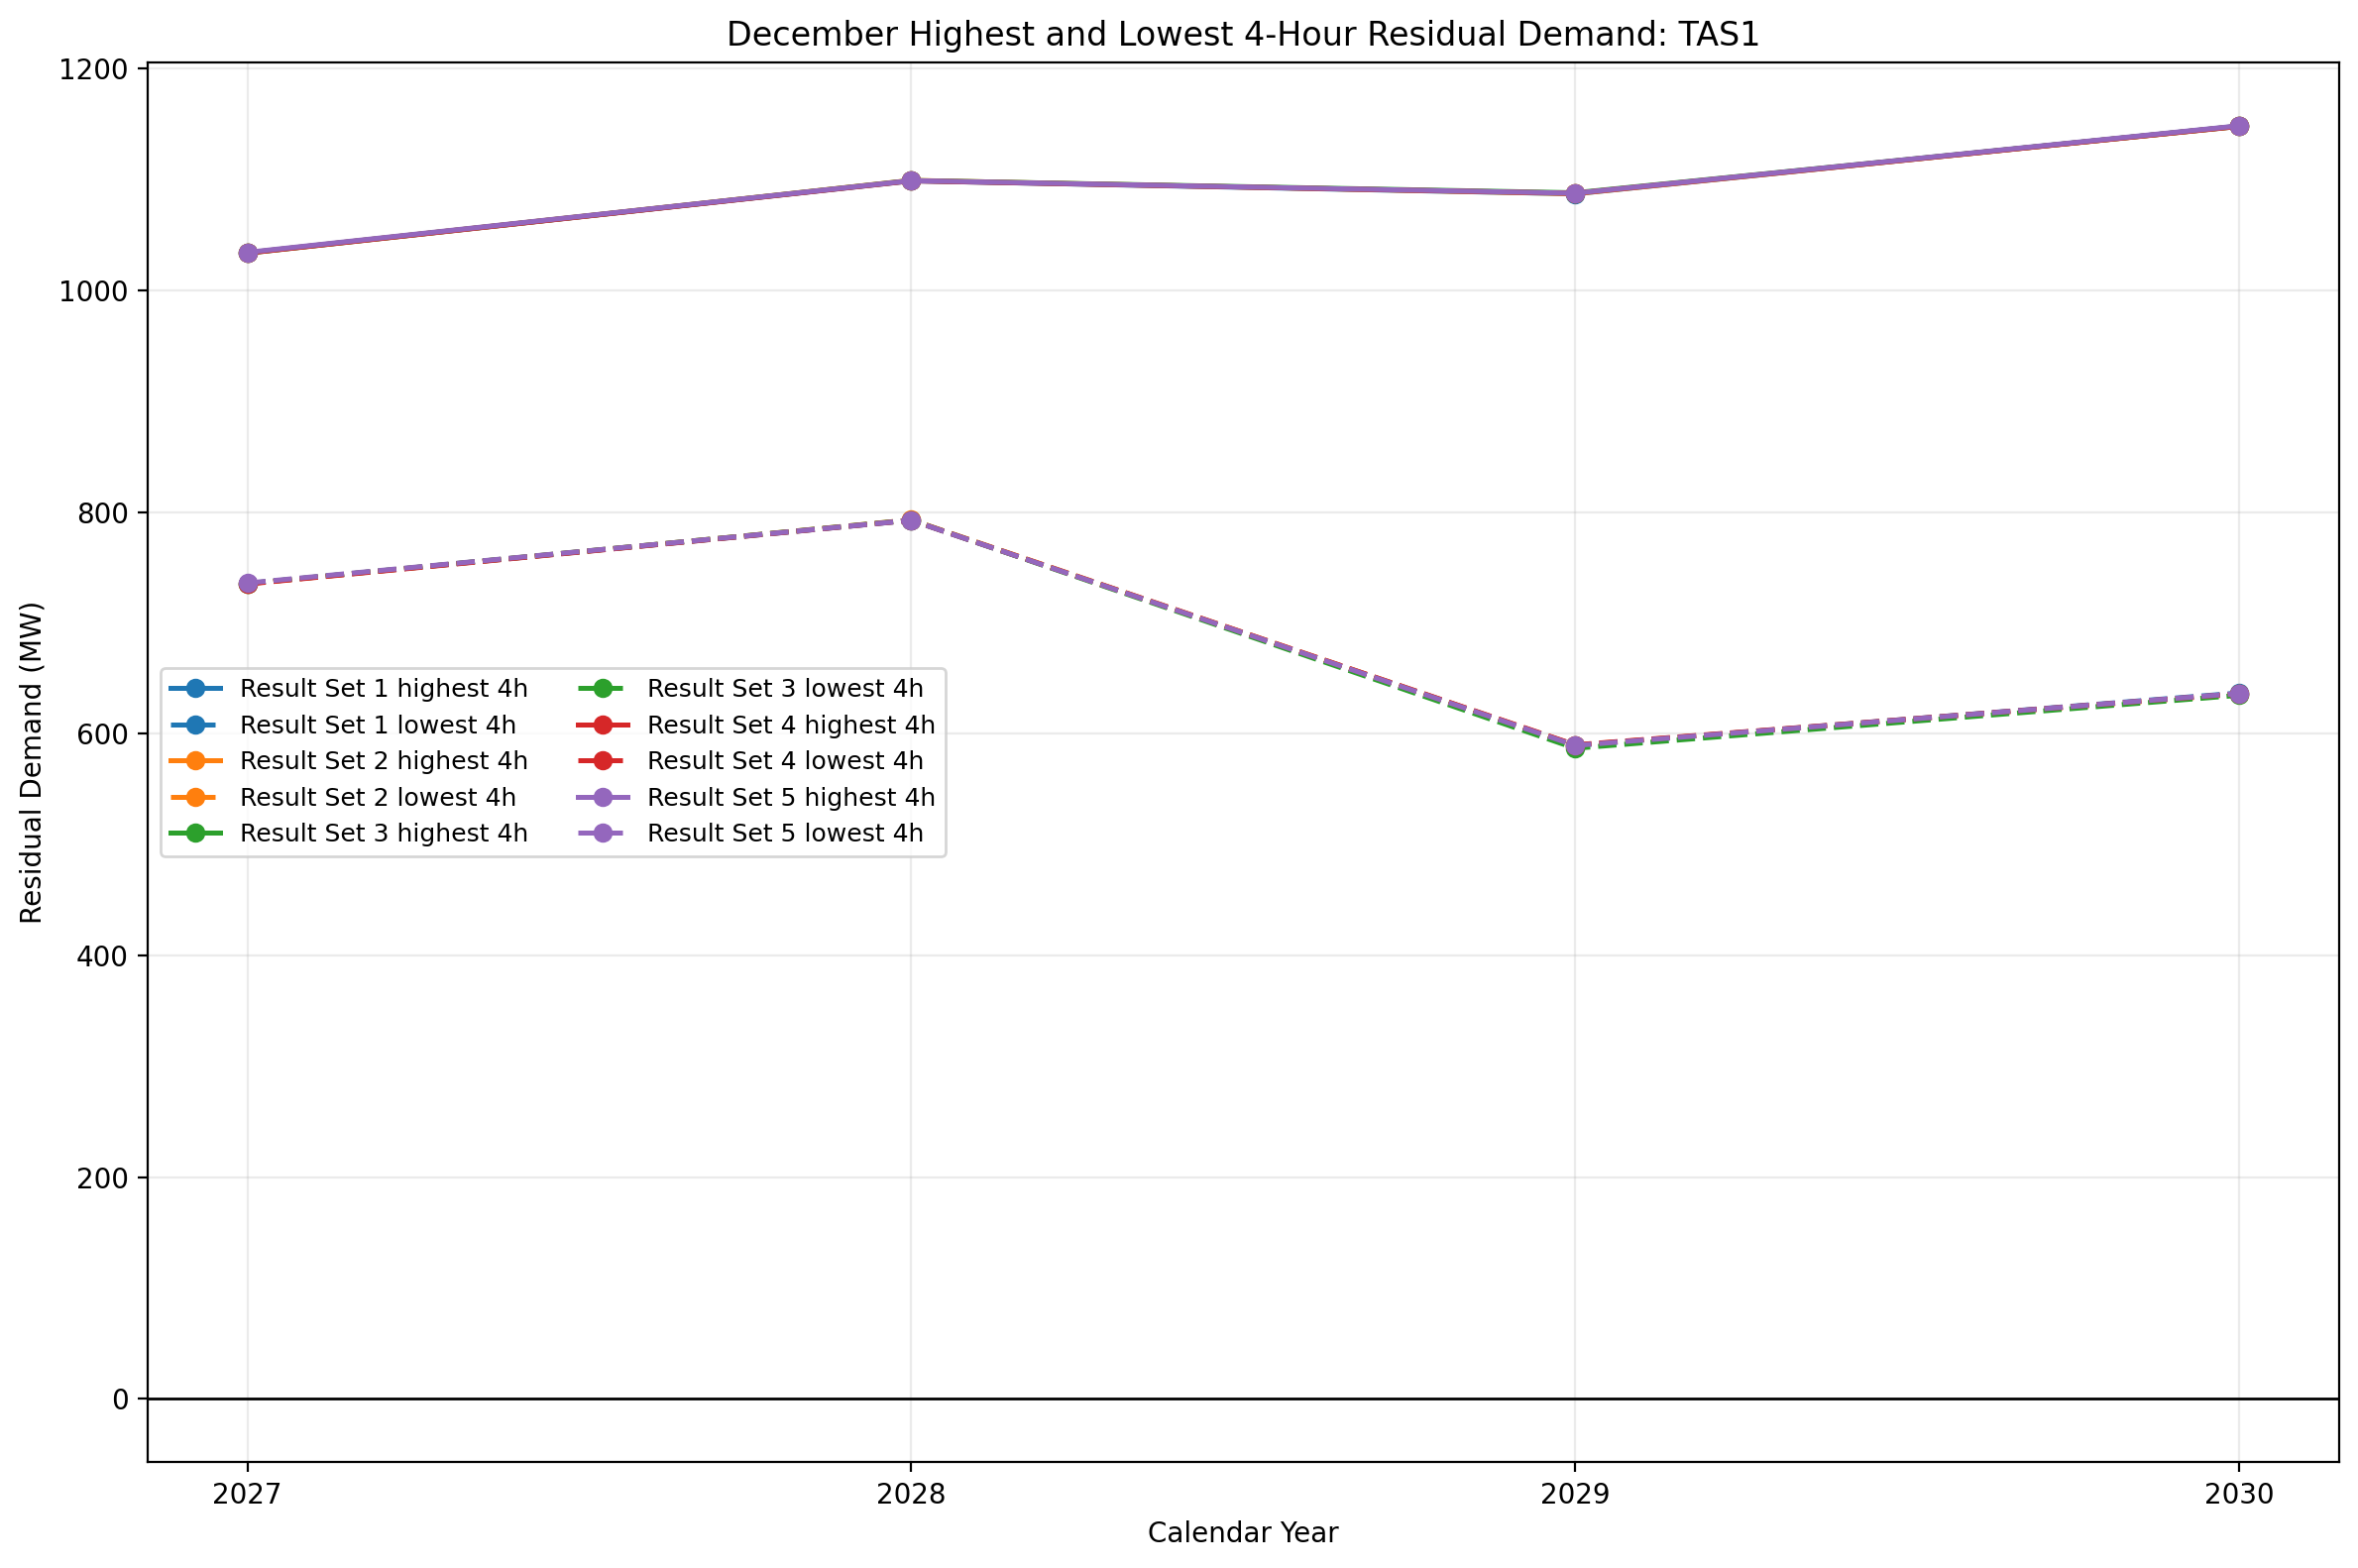 December Highest and Lowest 4-Hour Residual Demand: TAS1
1200
1000
800
600
400
200
0
Residual Demand (MW)
Result Set 1 highest 4h
Result Set 1 lowest 4h
Result Set 2 highest 4h
Result Set 2 lowest 4h
Result Set 3 highest 4h
Result Set 3 lowest 4h
Result Set 4 highest 4h
Result Set 4 lowest 4h
Result Set 5 highest 4h
Result Set 5 lowest 4h
2027
2028
2029
2030
Calendar Year